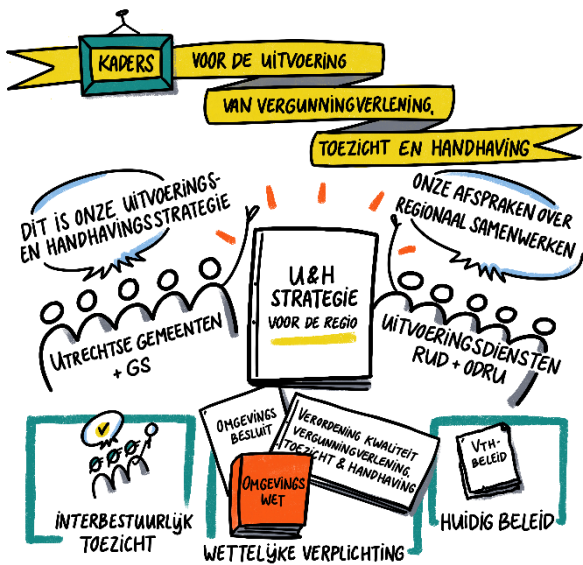 KADERS VOOR DE UITVOERING
VAN VERGUNNINGVERLENING,
TOEZICHT EN HANDHAVING
DIT IS ONZE UITVOERINGS-
EN HANDHAVINGSSTRATEGIE
ONZE AFSPRAKEN OVER
REGIONAAL SAMENWERKEN
U&H
STRATEGIE
VOOR DE REGIO
UTRECHTSE GEMEENTEN
+ GS
UITVOERINGSDIENSTEN
RUD + ODRU
OMGEVINGS
BESLUIT
VERORDENING KWALITEIT
VERGUNNINGVERLENING,
TOEZICHT & HANDHAVING
OMGEVINGS
WET
VTH-
BELEID
INTERBESTUURLIJK
TOEZICHT
WETTELIJKE VERPLICHTING
HUIDIG BELEID